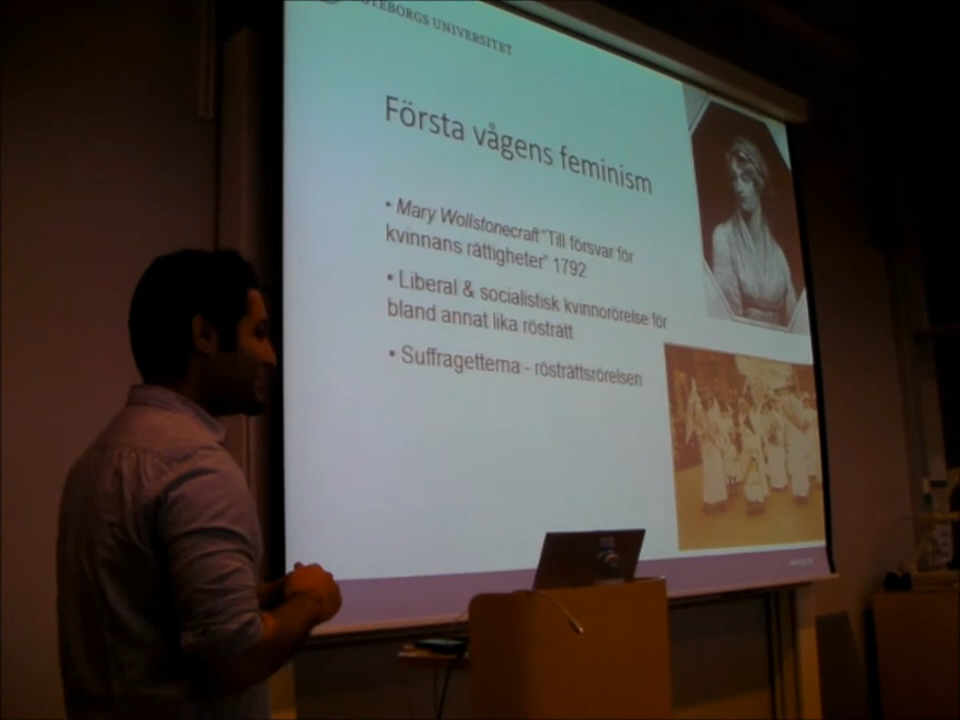 GÖTEBORGS UNIVERSITET
Första vågens feminism
• Mary Wollstonecraft "Till försvar för
kvinnans rättigheter" 1792
• Liberal & socialistisk kvinnorörelse för
bland annat lika rösträtt
• Suffragetterna - rösträttsrörelsen